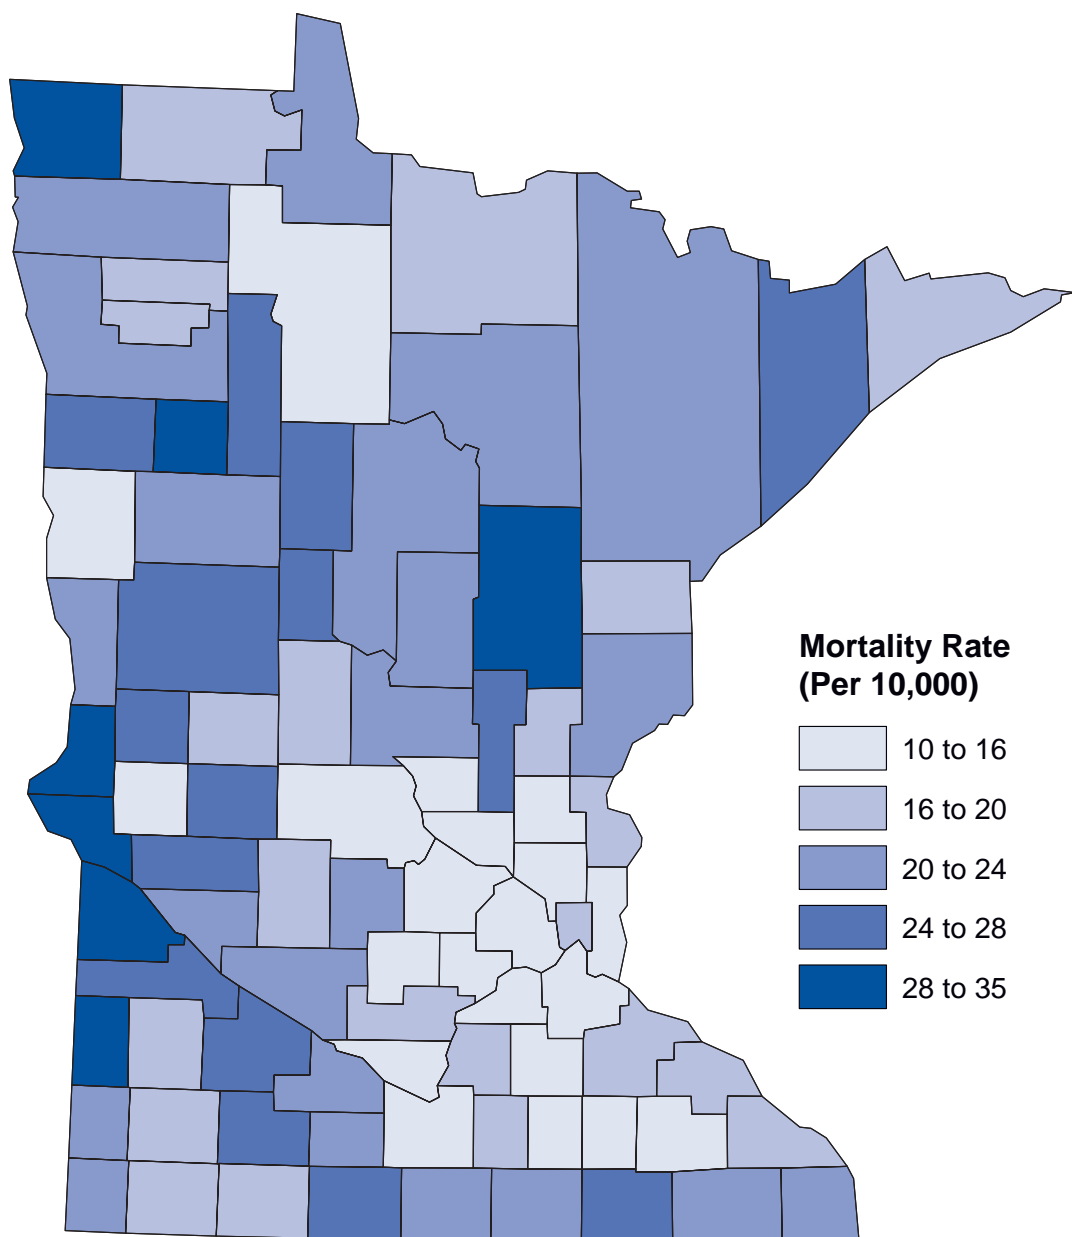 Mortality Rate
(Per 10,000)
10 to 16
16 to 20
20 to 24
24 to 28
28 to 35